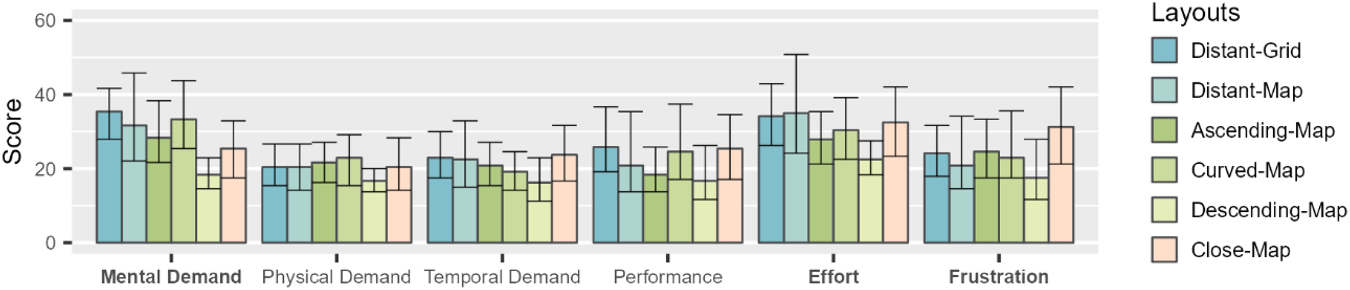 Layouts
60
40
20
0
Score
Mental Demand
Physical Demand
Temporal Demand
Performance
Effort
Frustration
Distant-Grid
Distant-Map
Ascending-Map
Curved-Map
Descending-Map
Close-Map